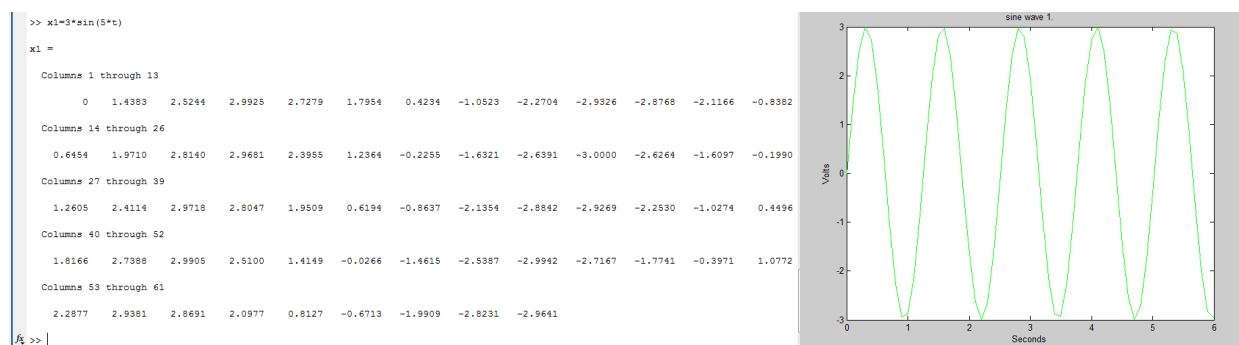 >> x1=3*sin(5*t)
x1 =
Columns 1 through 13
0 1.4383 2.5244 2.9925 2.7279 1.7954 0.4234 -1.0523 -2.2704 -2.9326 -2.8768 -2.1166 -0.8382
Columns 14 through 26
0.6454 1.9710 2.8140 2.9681 2.3955 1.2364 -0.2255 -1.6321 -2.6391 -3.0000 -2.6264 -1.6097 -0.1990
Columns 27 through 39
1.2605 2.4114 2.9718 2.8047 1.9509 0.6194 -0.8637 -2.1354 -2.8842 -2.9269 -2.2530 -1.0274 0.4496
Columns 40 through 52
1.8166 2.7388 2.9905 2.5100 1.4149 -0.0266 -1.4615 -2.5387 -2.9942 -2.7167 -1.7741 -0.3971 1.0772
Columns 53 through 61
2.2877 2.9381 2.8691 2.0977 0.8127 -0.6713 -1.9909 -2.8231 -2.9641
fx >>
sine wave 1.
3
2
1
0
-1
-2
-3
Volts
0 1 2 3 4 5 6
Seconds